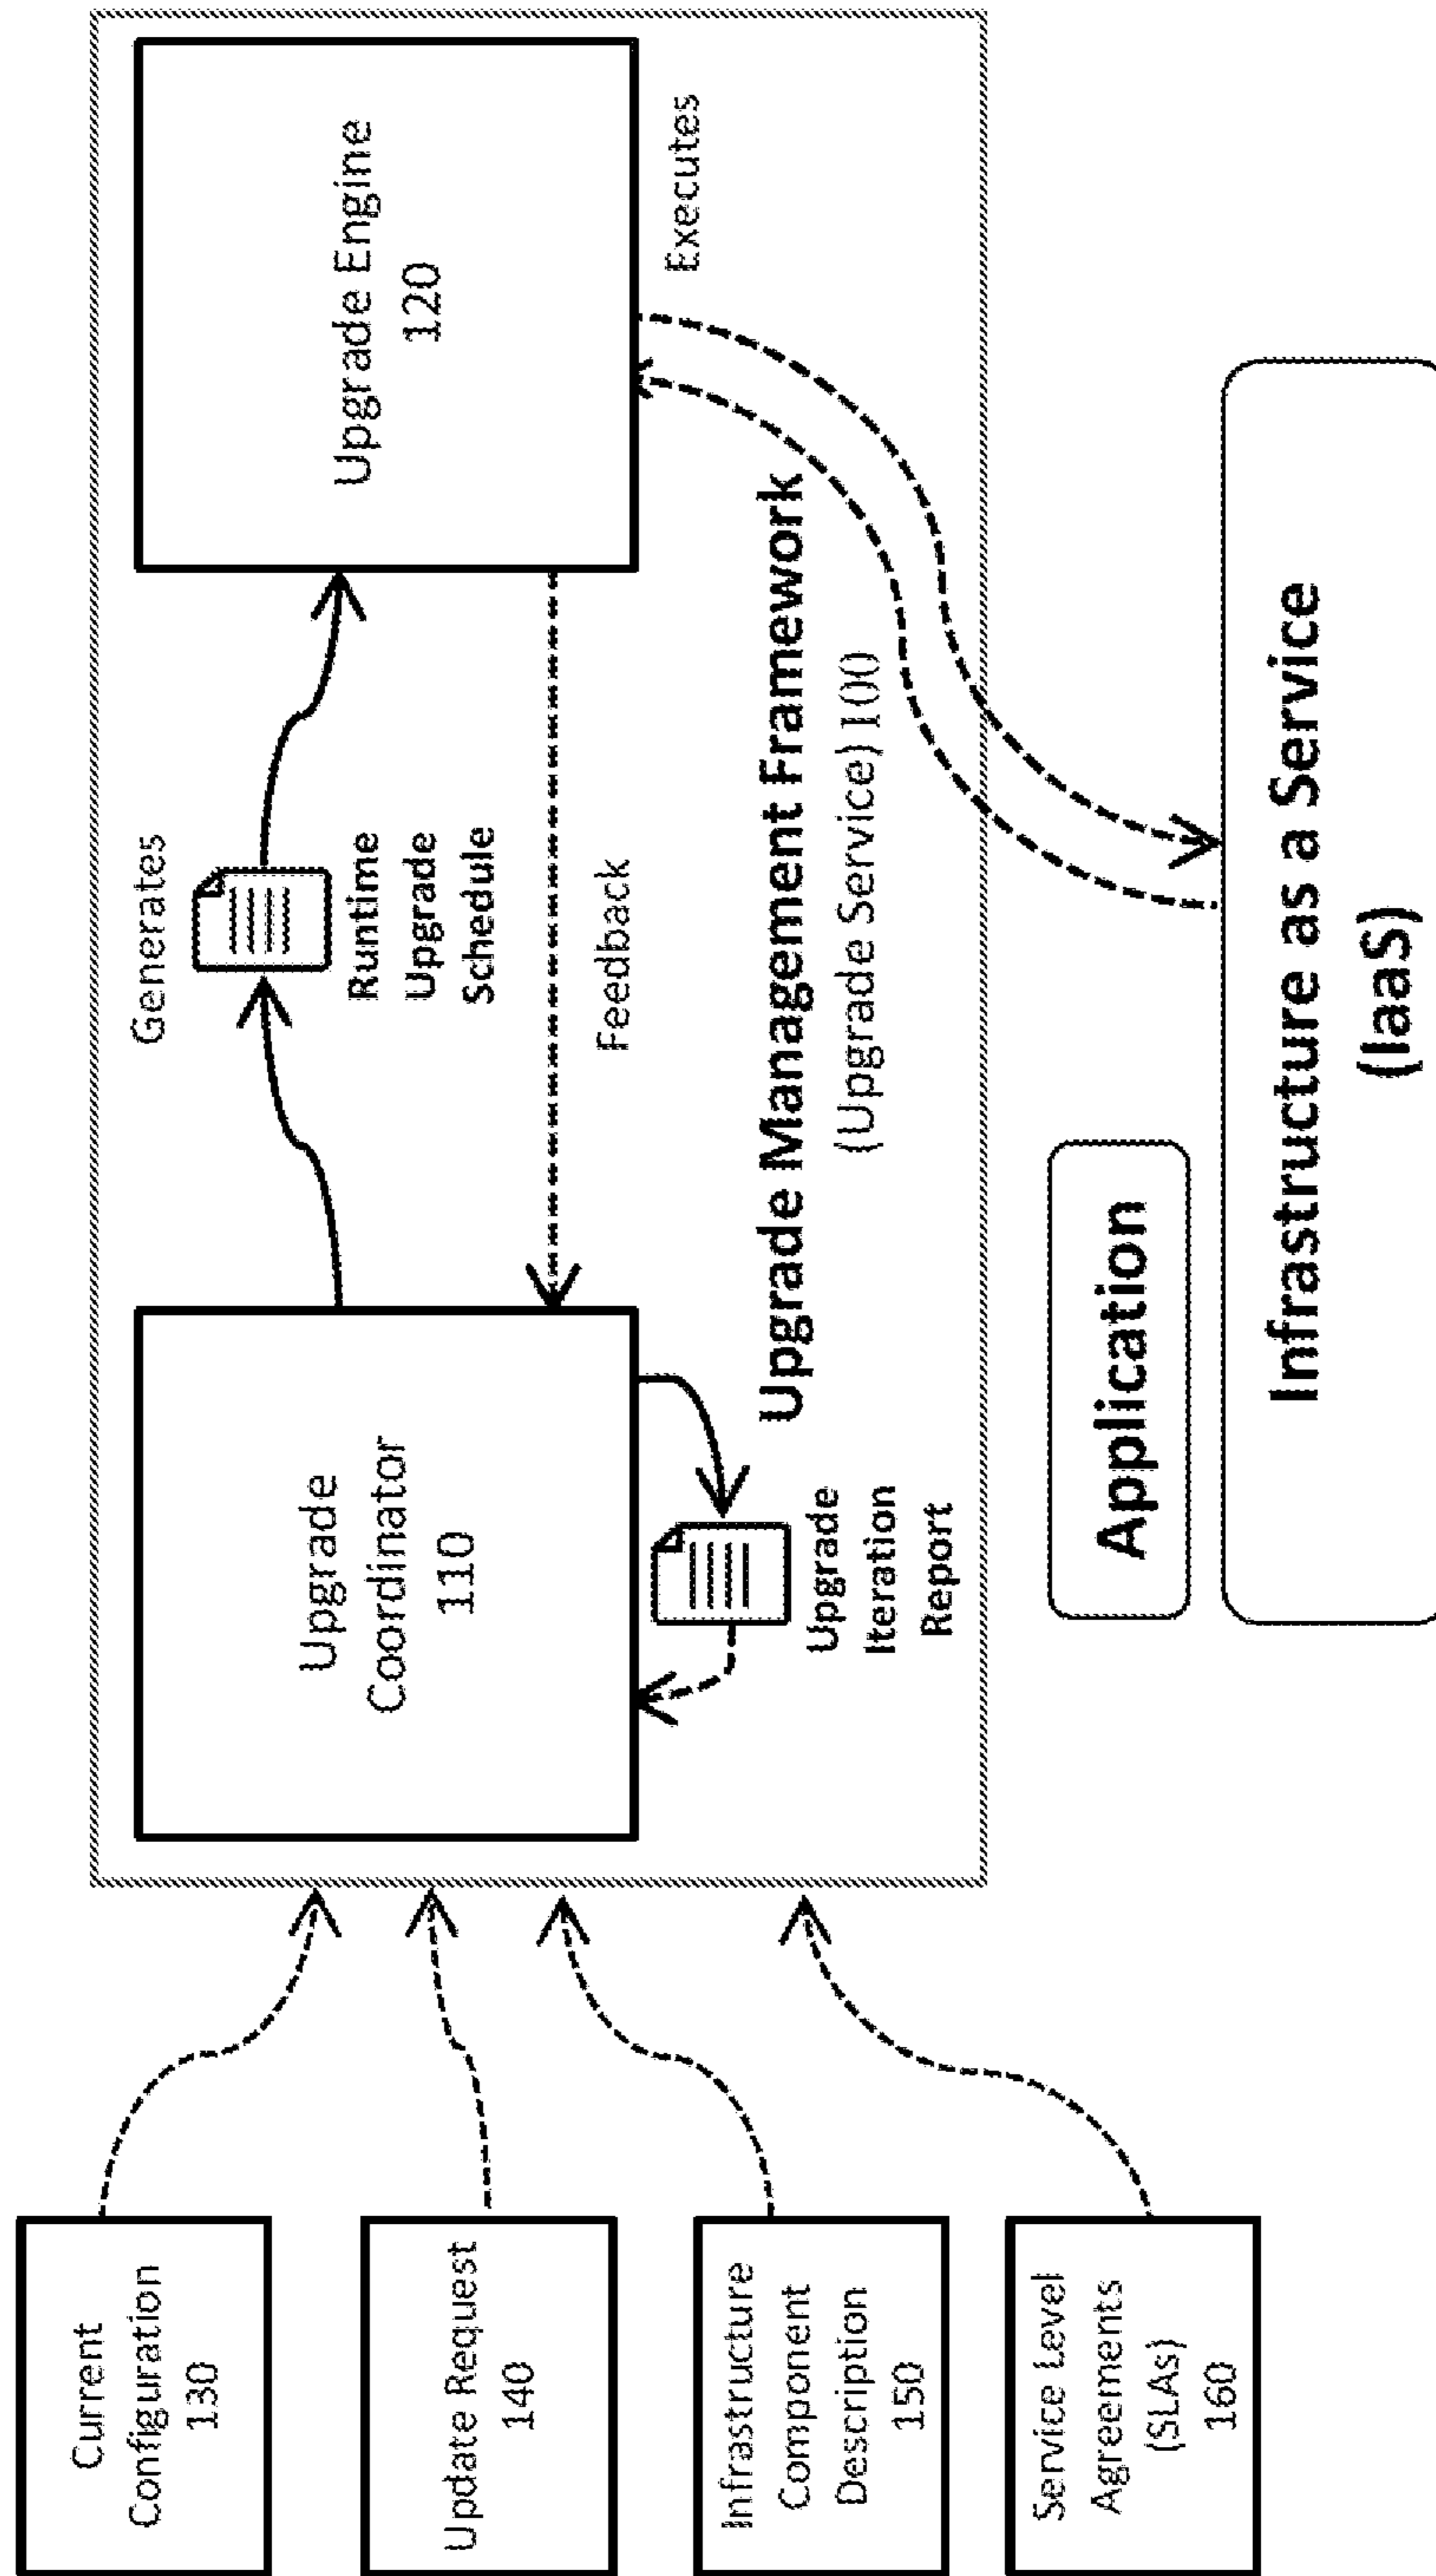 Current
Configuration
130
Update Request
140
Infrastructure
Component
Description
150
Service Level
Agreements
(SLAs)
160
Upgrade
Coordinator
110
Generates
Runtime
Upgrade
Schedule
Feedback
Upgrade Engine
120
Executes
Upgrade
Iteration
Report
Upgrade Management Framework
(Upgrade Service) 100
Application
Infrastructure as a Service
(IaaS)